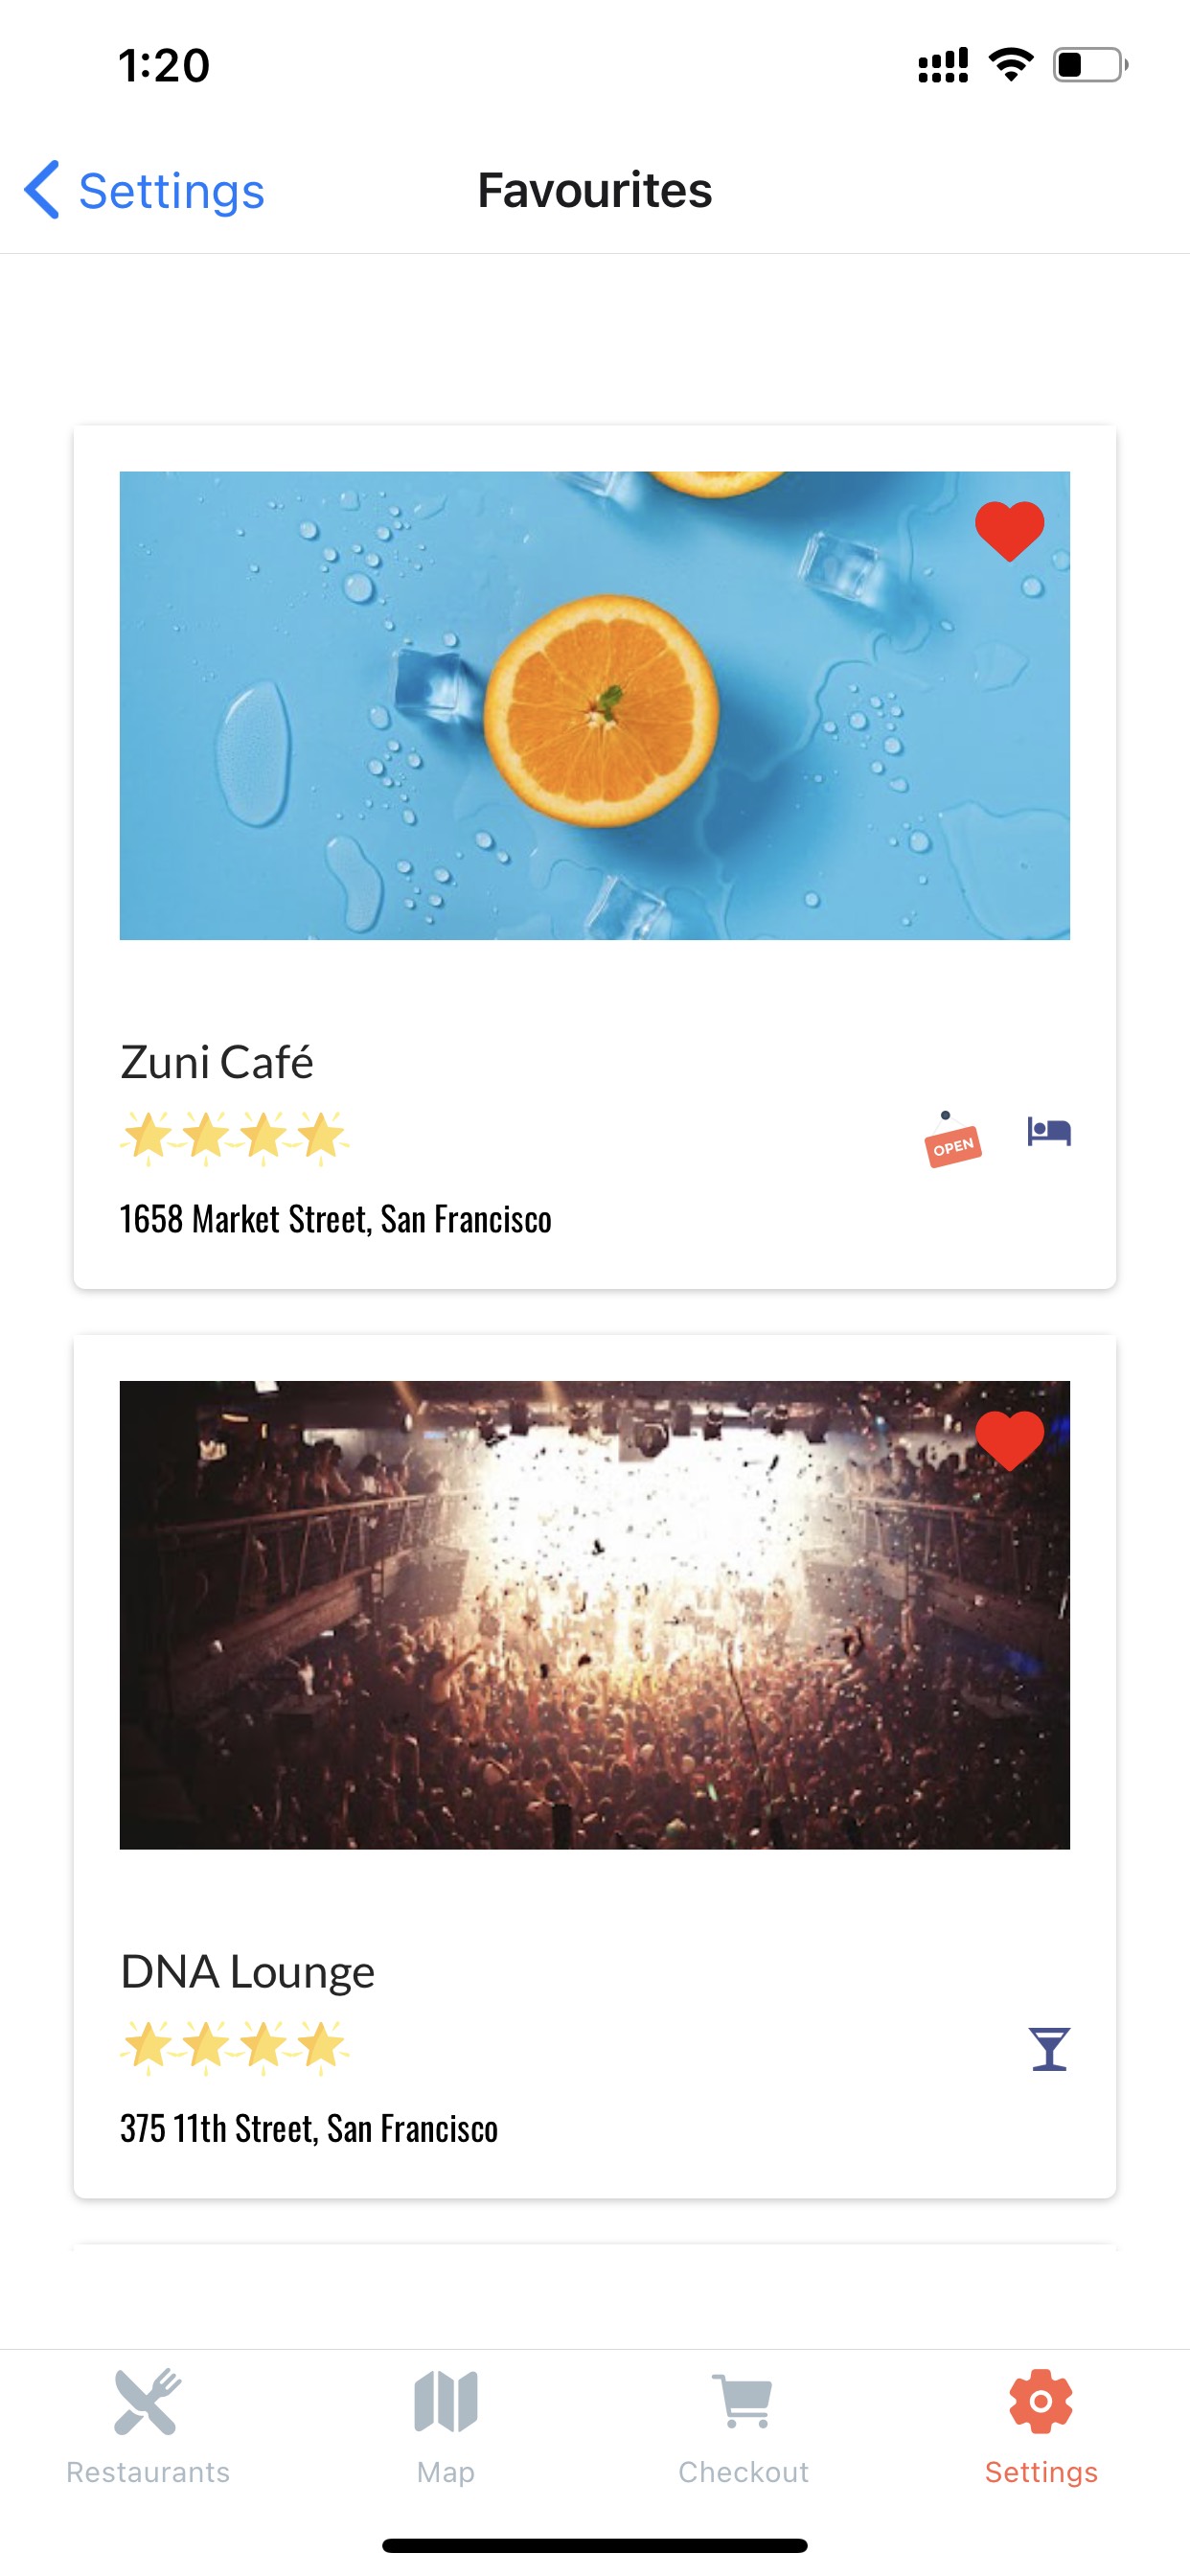 1:20
Settings
Favourites
Zuni Café
OPEN
1658 Market Street, San Francisco
DNA Lounge
375 11th Street, San Francisco
Restaurants
Map
Checkout
Settings